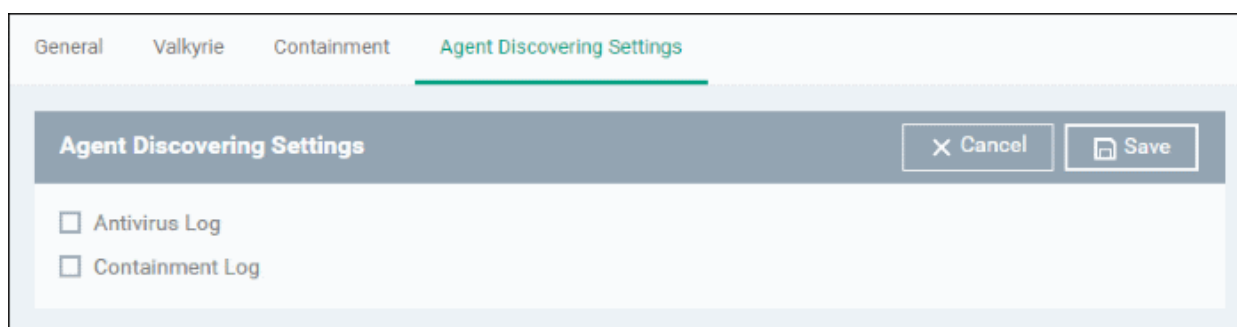 General Valkyrie Containment Agent Discovering Settings
Agent Discovering Settings Cancel Save
Antivirus Log
Containment Log